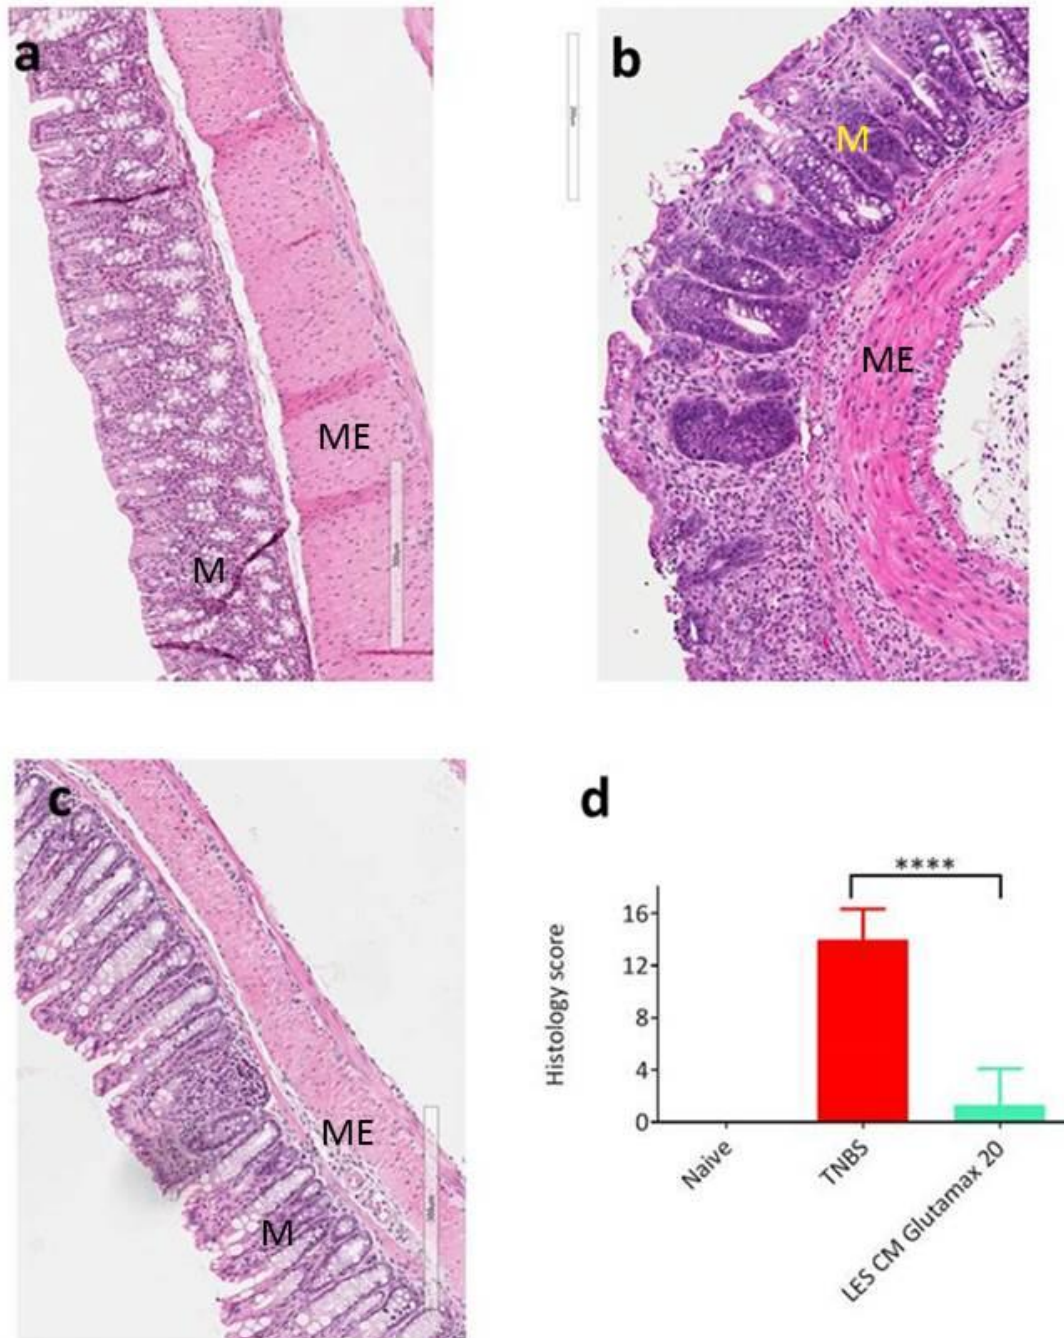 a
M
ME
b
M
ME
c
ME
M
d
****
Histology score
16
12
8
4
0
Naive
TNBS
LES CM Glutamax 20